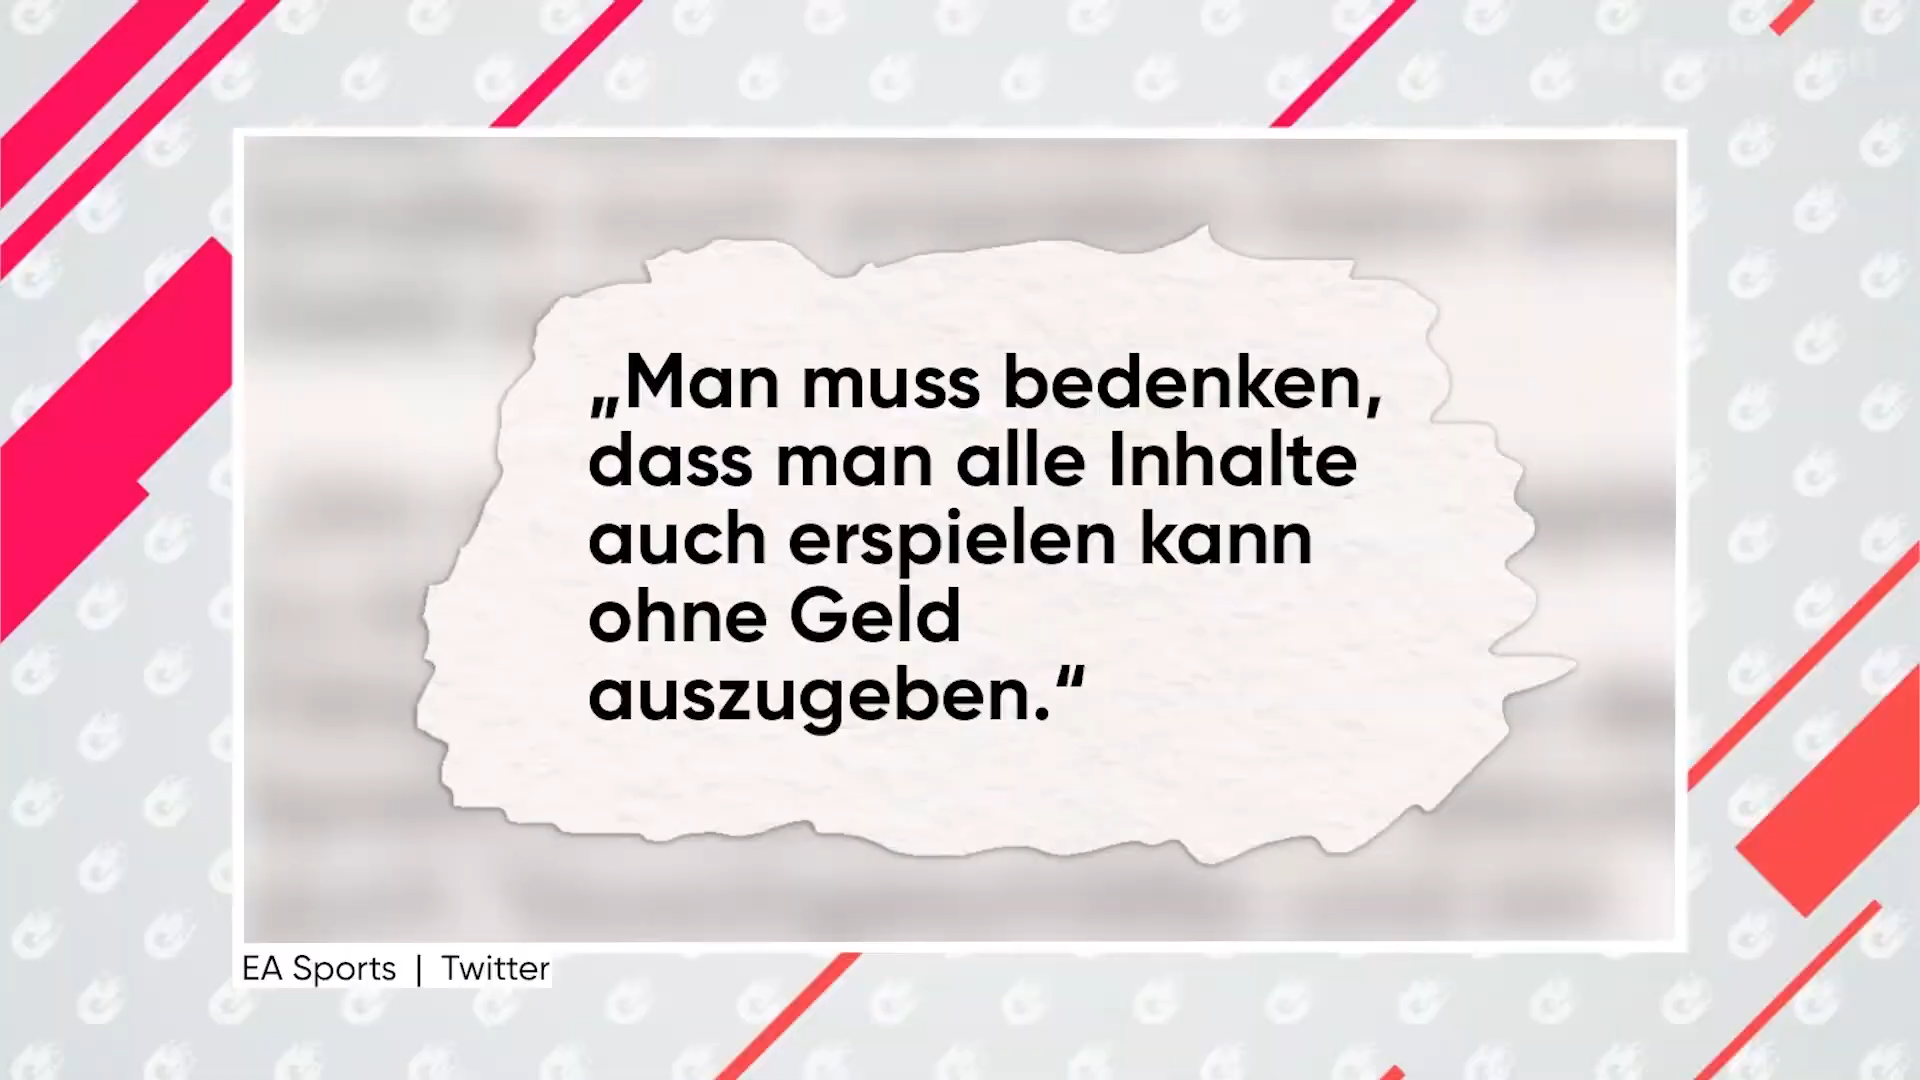 „Man muss bedenken,
dass man alle Inhalte
auch erspielen kann
ohne Geld
auszugeben.“
EA Sports | Twitter